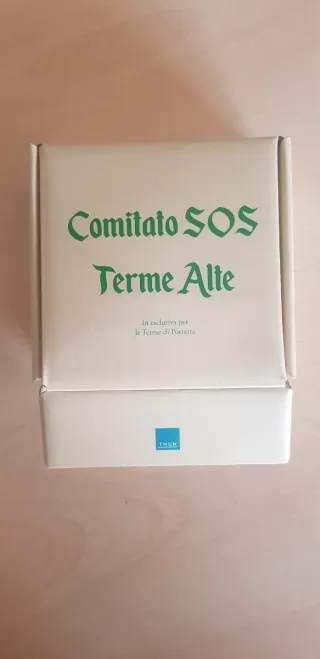 Comitato SOS
Terme Alte
In esclusiva per
le Terme di Porretta
THUN